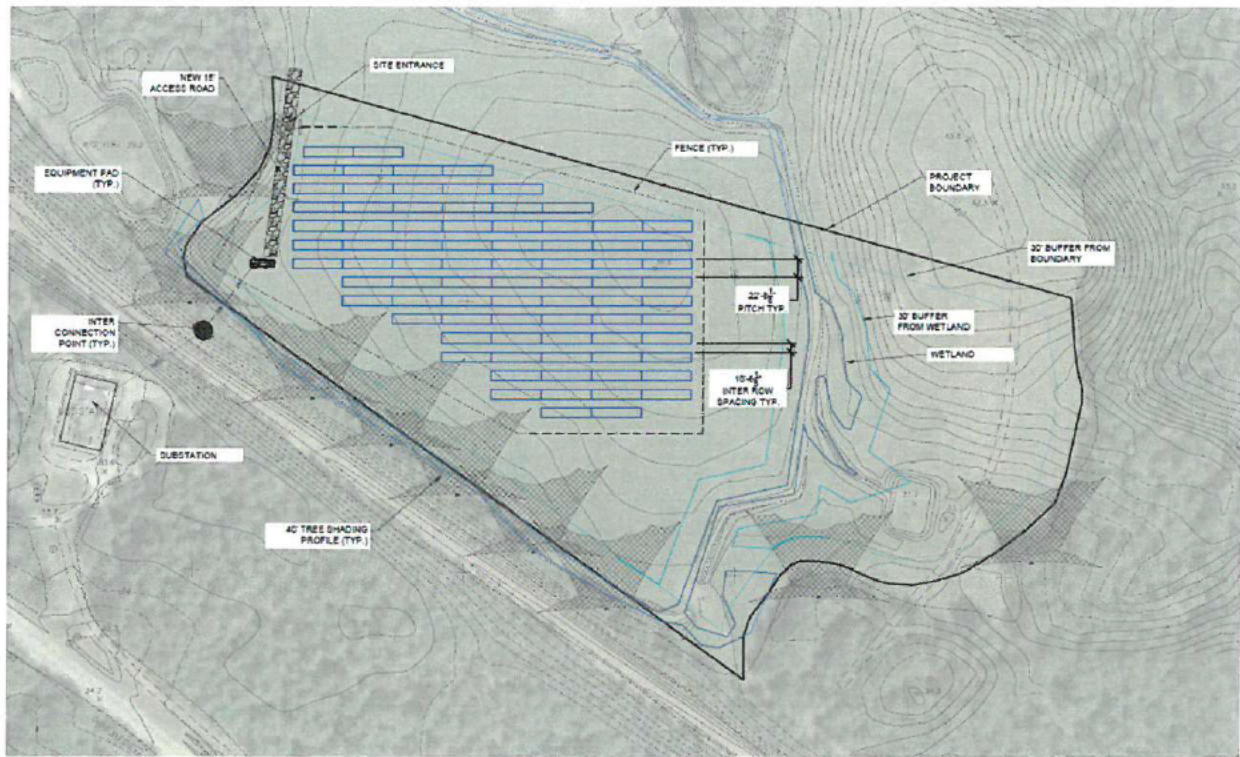 SITE ENTRANCE
NEW 15'
ACCESS ROAD
FENCE (TYP.)
EQUIPMENT PAD
(TYP.)
PROJECT
BOUNDARY
30' BUFFER FROM
BOUNDARY
PITCH TYP.
INTER
CONNECTION
POINT (TYP.)
30' BUFFER
FROM WETLAND
WETLAND
INTER ROW
SPACING TYP.
SUBSTATION
40' TREE SHADING
PROFILE (TYP.)